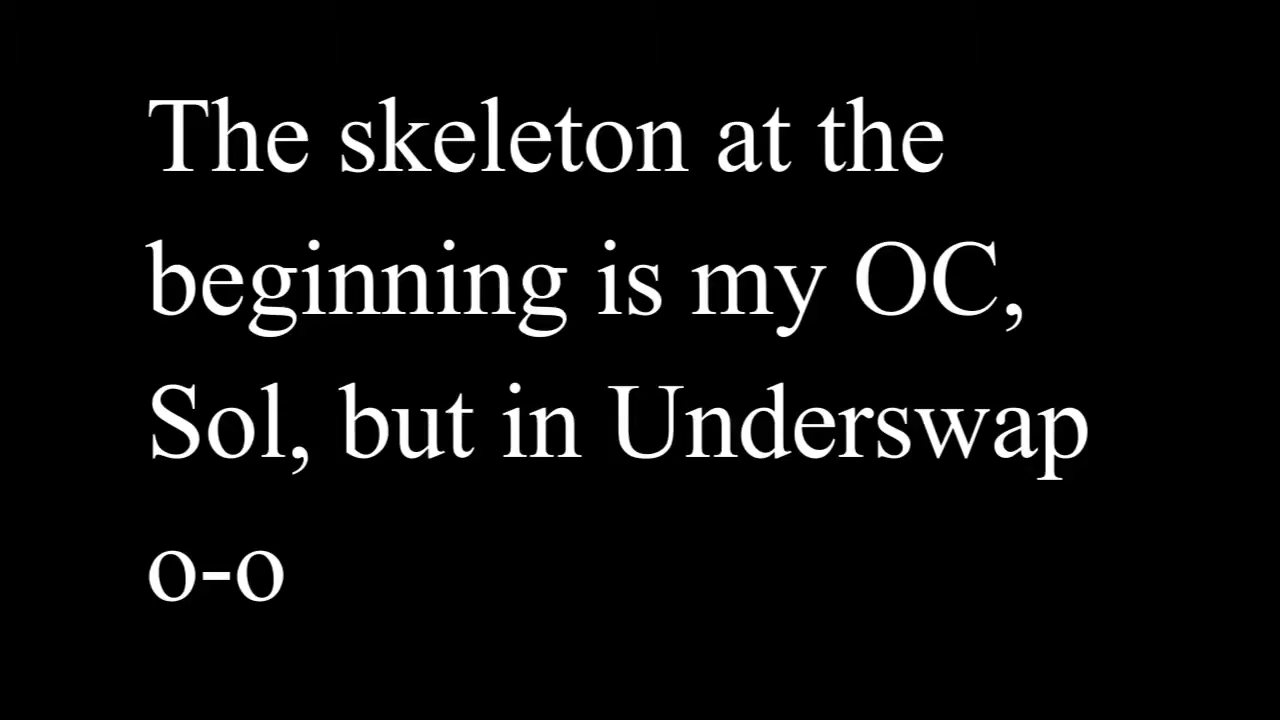 The skeleton at the
beginning is my OC,
Sol, but in Underswap
o-o